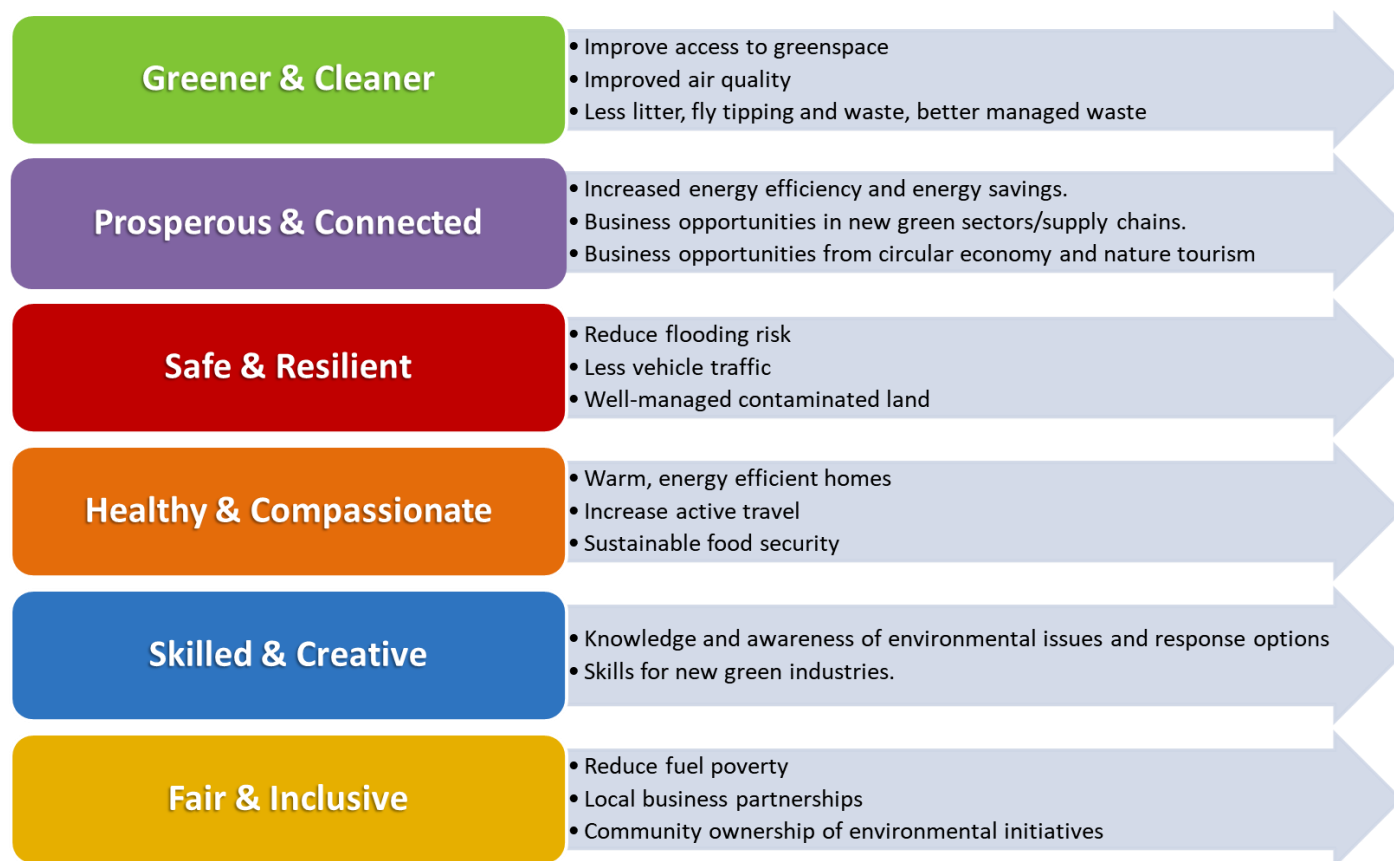 Greener & Cleaner
• Improve access to greenspace
• Improved air quality
• Less litter, fly tipping and waste, better managed waste
Prosperous & Connected
• Increased energy efficiency and energy savings.
• Business opportunities in new green sectors/supply chains.
• Business opportunities from circular economy and nature tourism
Safe & Resilient
• Reduce flooding risk
• Less vehicle traffic
• Well-managed contaminated land
Healthy & Compassionate
• Warm, energy efficient homes
• Increase active travel
• Sustainable food security
Skilled & Creative
• Knowledge and awareness of environmental issues and response options
• Skills for new green industries.
Fair & Inclusive
• Reduce fuel poverty
• Local business partnerships
• Community ownership of environmental initiatives